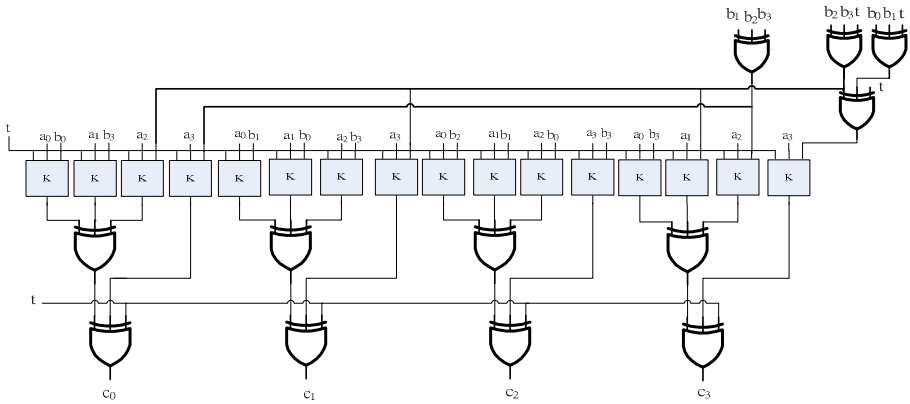 b₁ b₂ b₃ b₂ b₃ t b₀ b₁ t
t
t a₀ b₀ a₁ b₃ a₂ a₃ a₀ b₁ a₁ b₀ a₂ b₃ a₃ a₀ b₂ a₁ b₁ a₂ b₀ a₃ b₃ a₀ b₃ a₁ a₂ a₃
K K K K K K K K K K K K K K K K
t
c₀ c₁ c₂ c₃